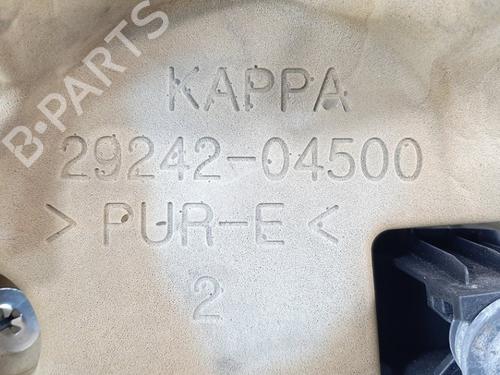 B-PARTS
KAPPA
29242-04500
> PUR-E <
2